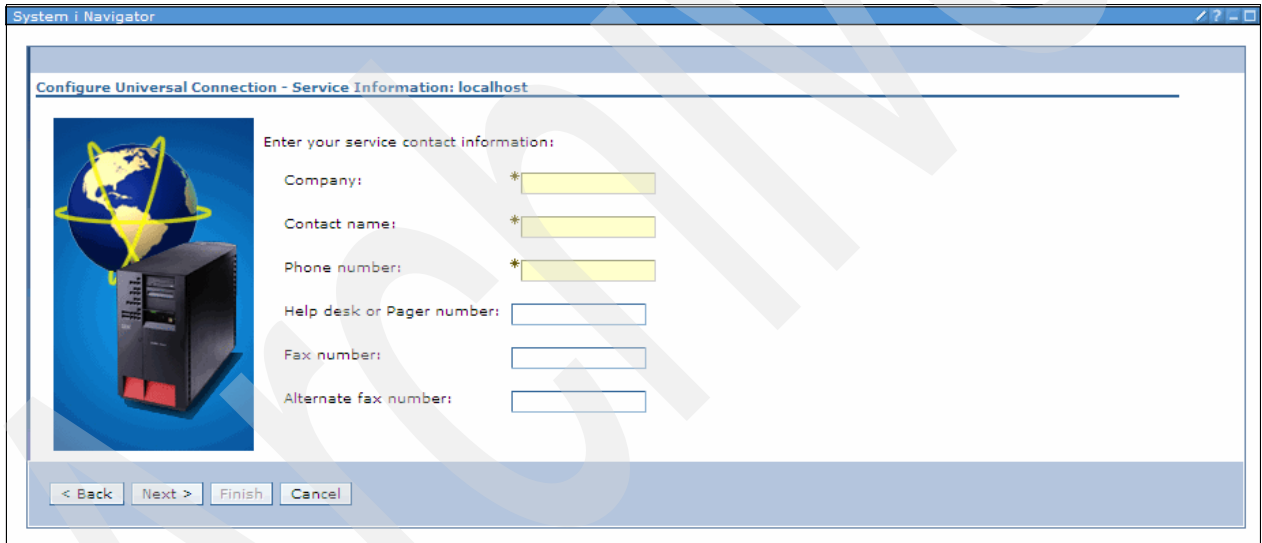 System i Navigator
Configure Universal Connection - Service Information: localhost
Enter your service contact information:
Company: *
Contact name: *
Phone number: *
Help desk or Pager number:
Fax number:
Alternate fax number:
< Back Next > Finish Cancel